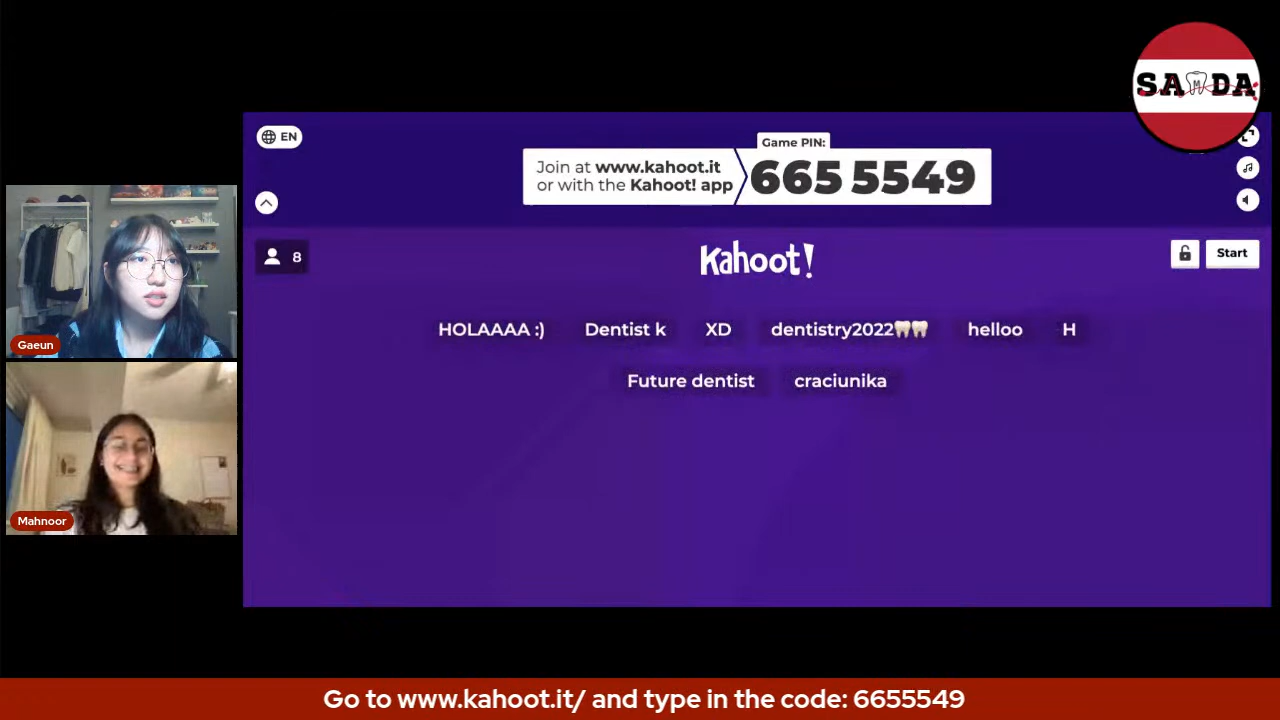 SAMDA
EN
Game PIN:
Join at www.kahoot.it
or with the Kahoot! app
665 5549
8
Kahoot!
Start
HOLAAAA :) Dentist k XD dentistry2022🦷🦷 helloo H
Future dentist craciunika
Gaeun
Mahnoor
Go to www.kahoot.it/ and type in the code: 6655549